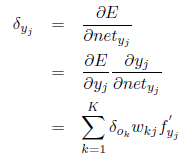 δ_{y_j} = ∂E / ∂net_{y_j}
= ∂E / ∂y_j ∂y_j / ∂net_{y_j}
= ∑_{k=1}^{K} δ_{o_k} w_{kj} f'_{y_j}